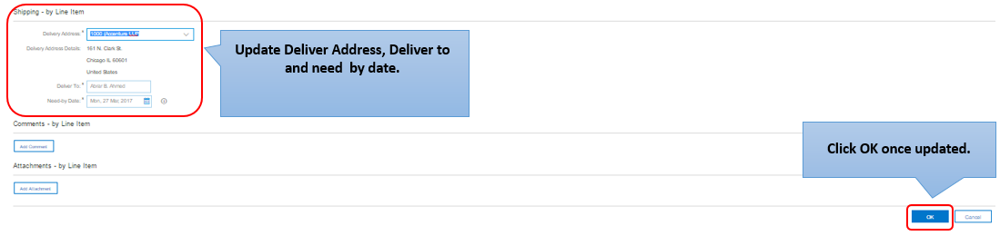 Shipping - by Line Item
Delivery Address: *
1000 (Accenture LLP)
Delivery Address Details:
161 N. Clark St.
Chicago IL 60601
United States
Deliver To: *
Abrar B. Ahmed
Need-by Date: *
Mon, 27 Mar, 2017
Update Deliver Address, Deliver to
and need by date.
Comments - by Line Item
Add Comment
Attachments - by Line Item
Add Attachment
Click OK once updated.
OK
Cancel